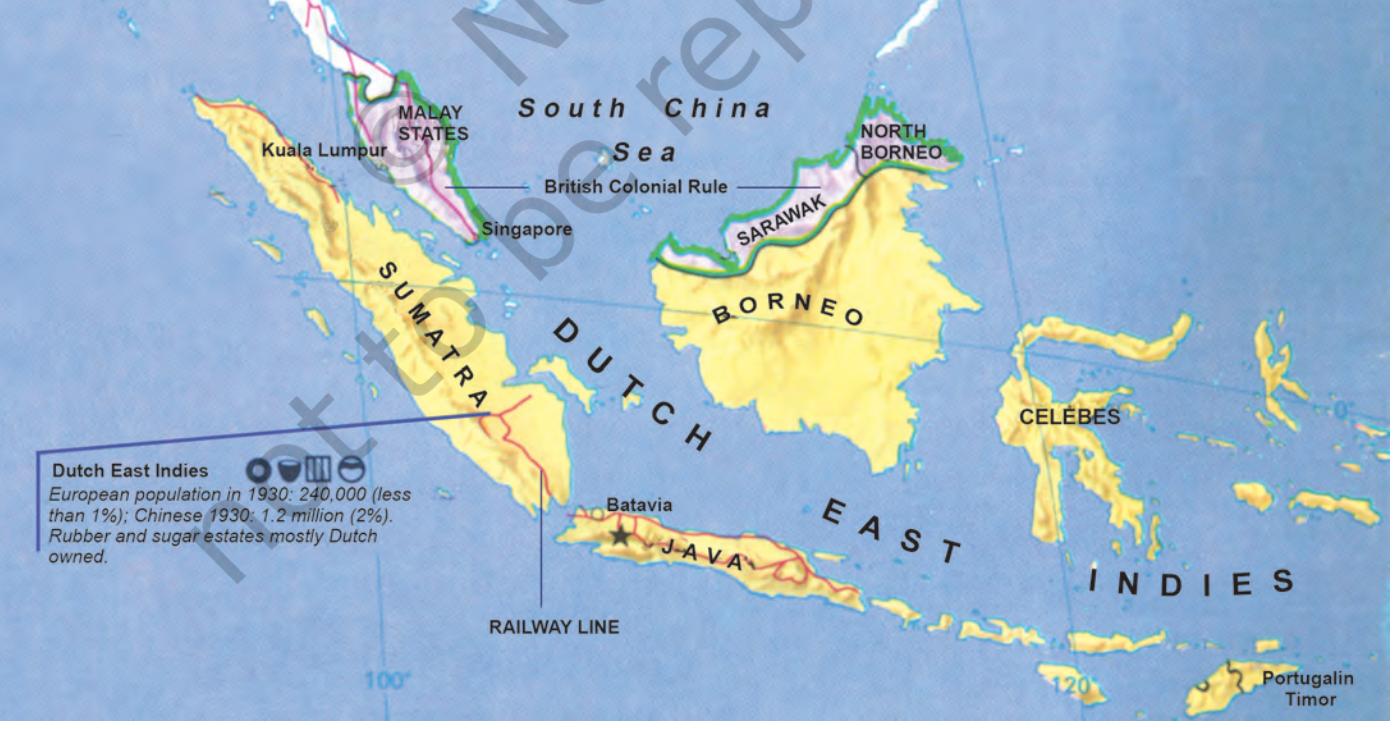 © N
not to be rep
MALAY
STATES
South China
Sea
NORTH
BORNEO
Kuala Lumpur
British Colonial Rule
SARAWAK
Singapore
SUMATRA
BORNEO
DUTCH
CELEBES
0°
Dutch East Indies
European population in 1930: 240,000 (less
than 1%); Chinese 1930: 1.2 million (2%).
Rubber and sugar estates mostly Dutch
owned.
Batavia
EAST
JAVA
INDIES
RAILWAY LINE
100°
120°
Portugalin
Timor